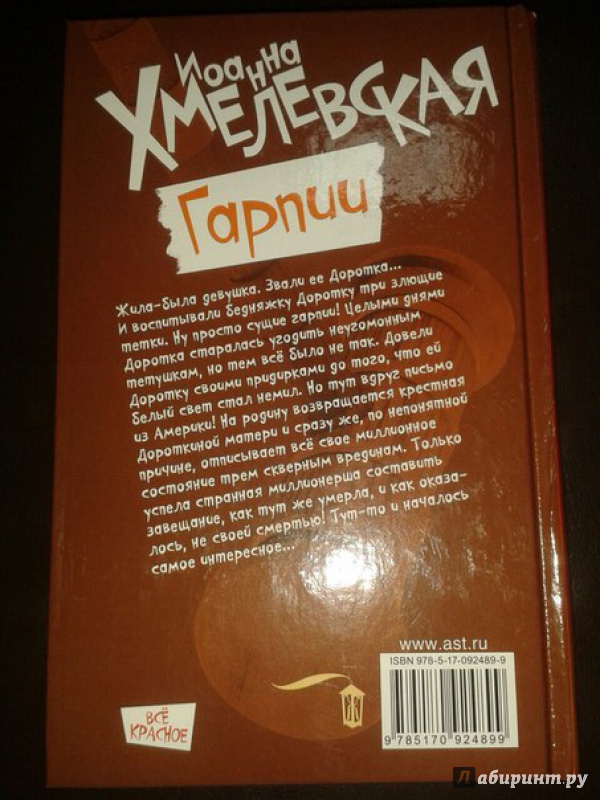 Иоанна
ХМЕЛЕВСКАЯ
Гарпии
Жила-была девушка. Звали ее Доротка...
И воспитывали бедняжку Доротку три злющие
тетки. Ну просто сущие гарпии! Целыми днями
Доротка старалась угодить неугомонным
тетушкам, но тем всё было не так. Довели
Доротку своими придирками до того, что ей
белый свет стал немил. Но тут вдруг письмо
из Америки! На родину возвращается крестная
Дороткиной матери и сразу же, по непонятной
причине, отписывает всё свое миллионное
состояние трем скверным врединам. Только
успела странная миллионерша составить
завещание, как тут же умерла, и как оказа-
лось, не своей смертью! Тут-то и началось
самое интересное...
www.ast.ru
ISBN 978-5-17-092489-9
9 785170 924899
ВСЁ
КРАСНОЕ
Лабиринт.ру